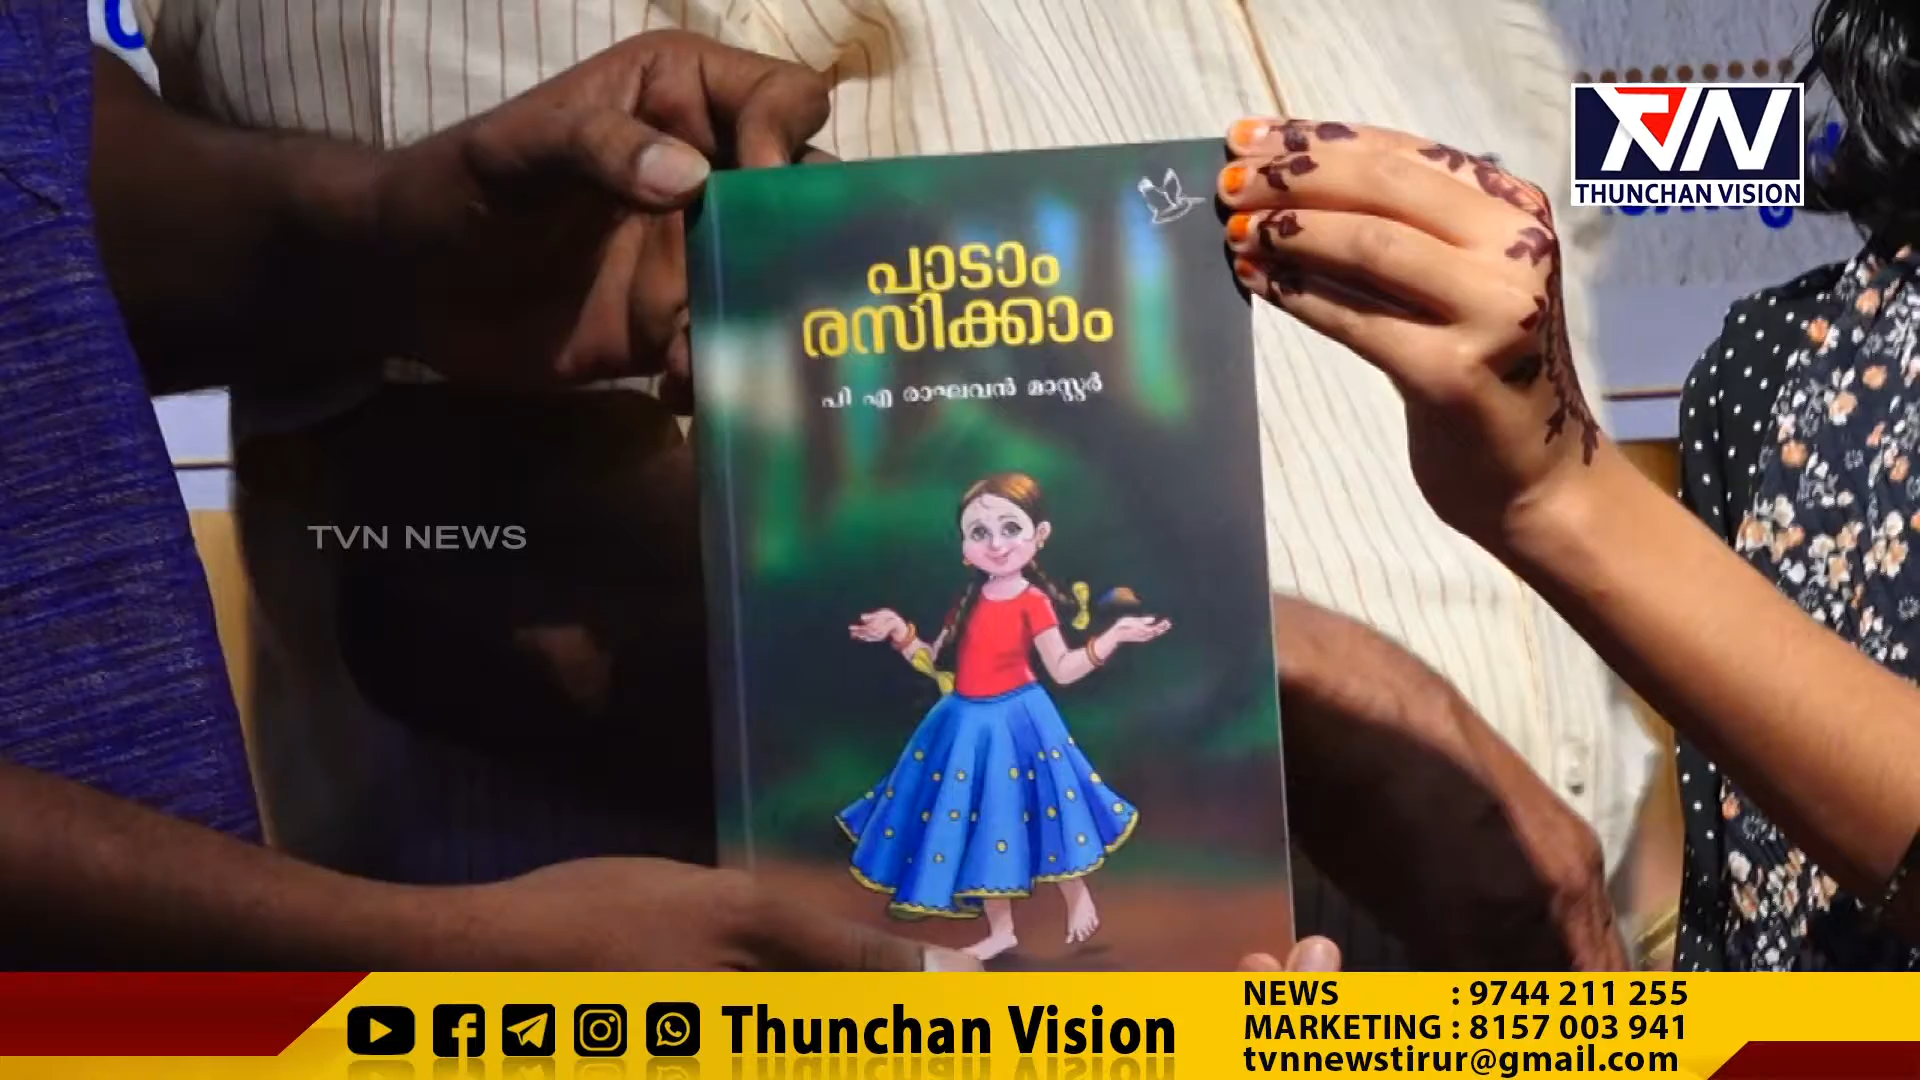 TVN
THUNCHAN VISION
പാടാം
രസിക്കാം
പി എ രാഘവൻ മാസ്റ്റർ
TVN NEWS
Thunchan Vision
NEWS : 9744 211 255
MARKETING : 8157 003 941
tvnnewstirur@gmail.com